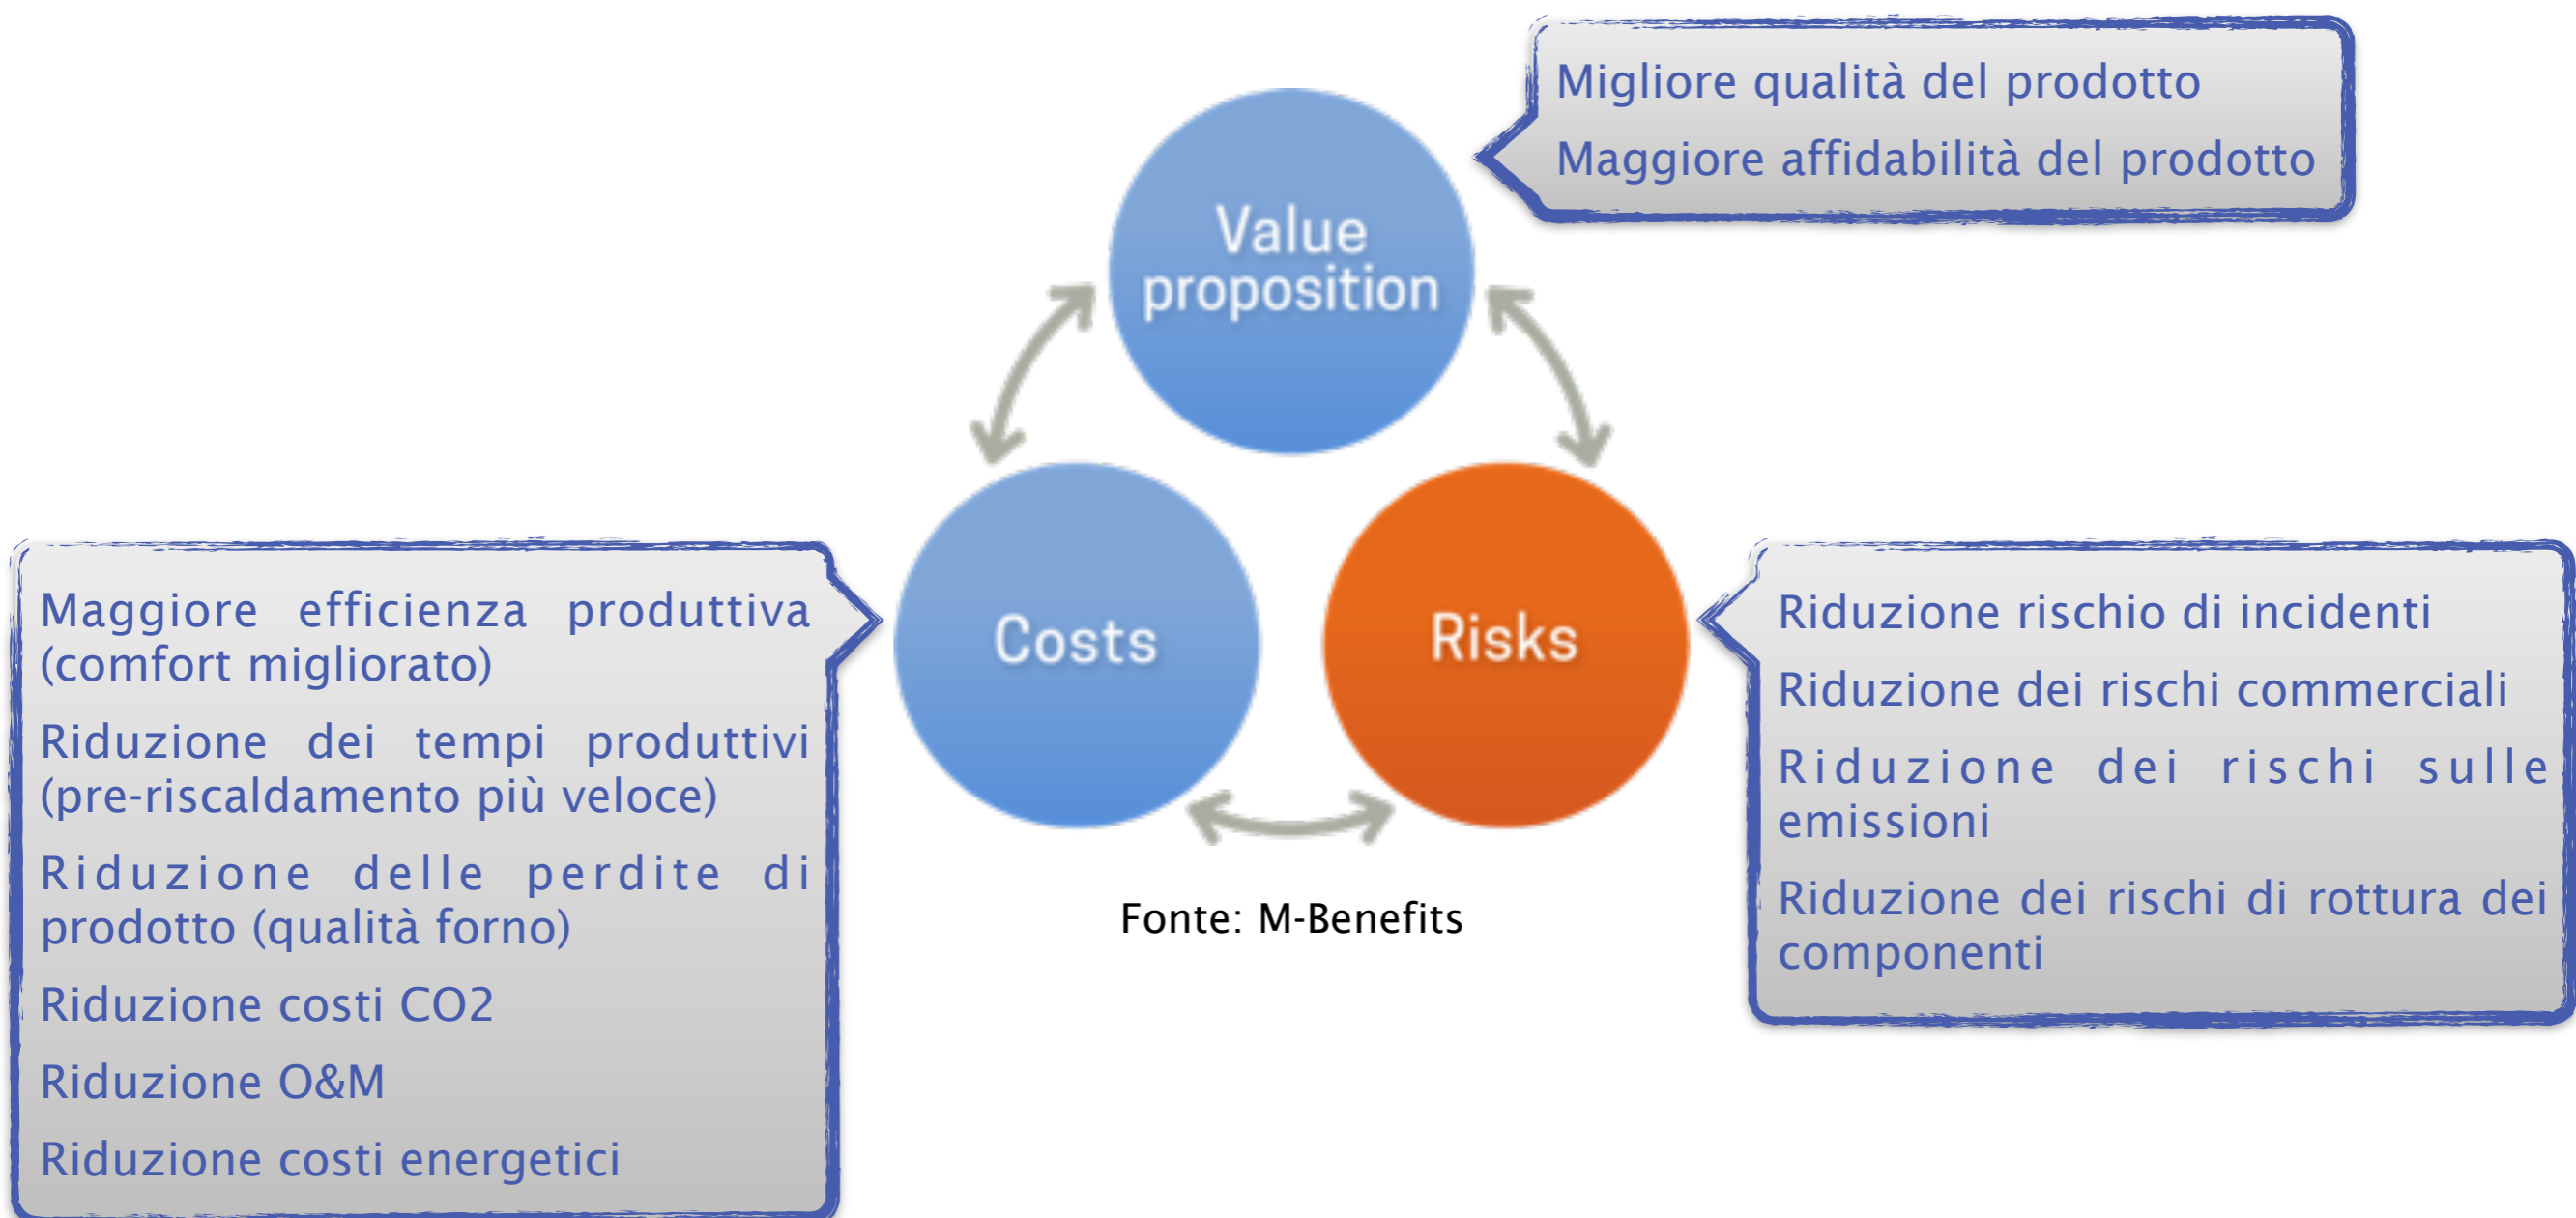 Migliore qualità del prodotto
Maggiore affidabilità del prodotto
Value
proposition
Costs
Risks
Maggiore efficienza produttiva
(comfort migliorato)
Riduzione dei tempi produttivi
(pre-riscaldamento più veloce)
Riduzione delle perdite di
prodotto (qualità forno)
Riduzione costi CO2
Riduzione O&M
Riduzione costi energetici
Riduzione rischio di incidenti
Riduzione dei rischi commerciali
Riduzione dei rischi sulle
emissioni
Riduzione dei rischi di rottura dei
componenti
Fonte: M-Benefits